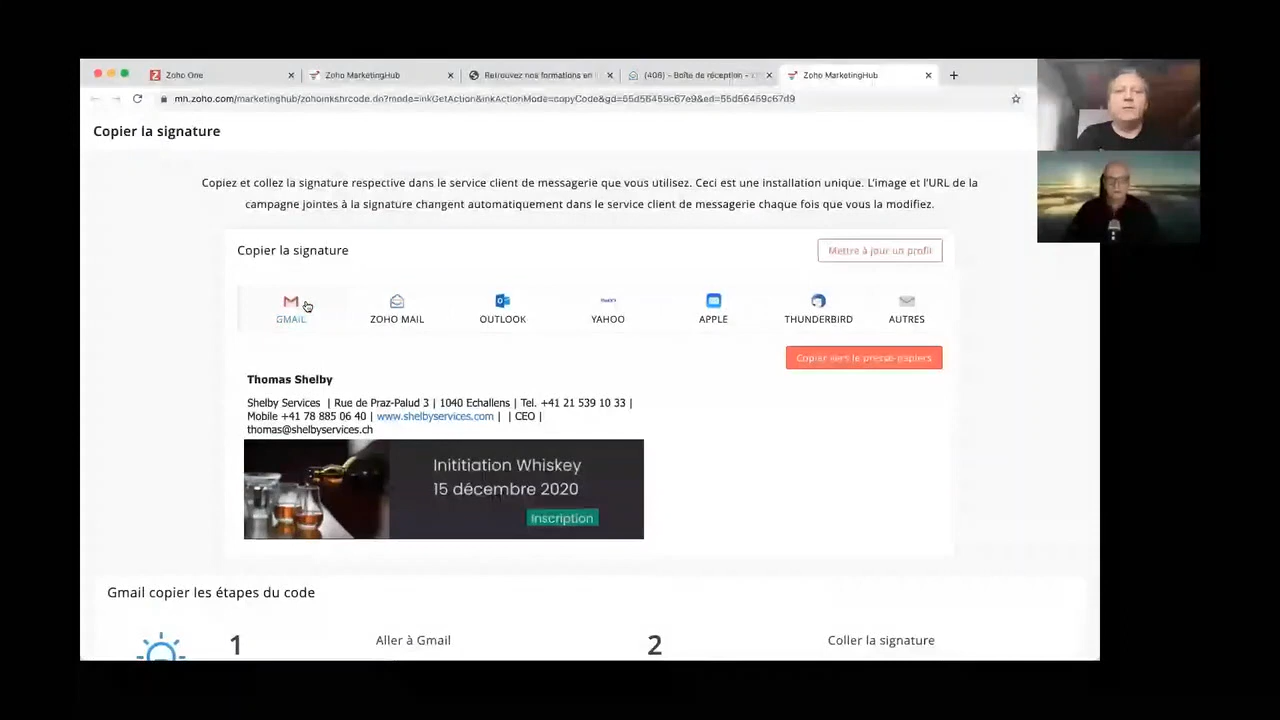 Zoho One
Zoho MarketingHub
Retrouvez nos formations en
(406) - Boîte de réception -
Zoho MarketingHub
Copier la signature
Copiez et collez la signature respective dans le service client de messagerie que vous utilisez. Ceci est une installation unique. L'image et l'URL de la
campagne jointes à la signature changent automatiquement dans le service client de messagerie chaque fois que vous la modifiez.
Copier la signature
Mettre à jour un profil
GMAIL
ZOHO MAIL
OUTLOOK
YAHOO
APPLE
THUNDERBIRD
AUTRES
Copier vers le presse-papiers
Thomas Shelby
Shelby Services | Rue de Praz-Palud 3 | 1040 Echallens | Tel. +41 21 539 10 33 |
Mobile +41 78 885 06 40 | www.shelbyservices.com | | CEO |
thomas@shelbyservices.ch
Inititiation Whiskey
15 décembre 2020
Inscription
Gmail copier les étapes du code
1
Aller à Gmail
2
Coller la signature